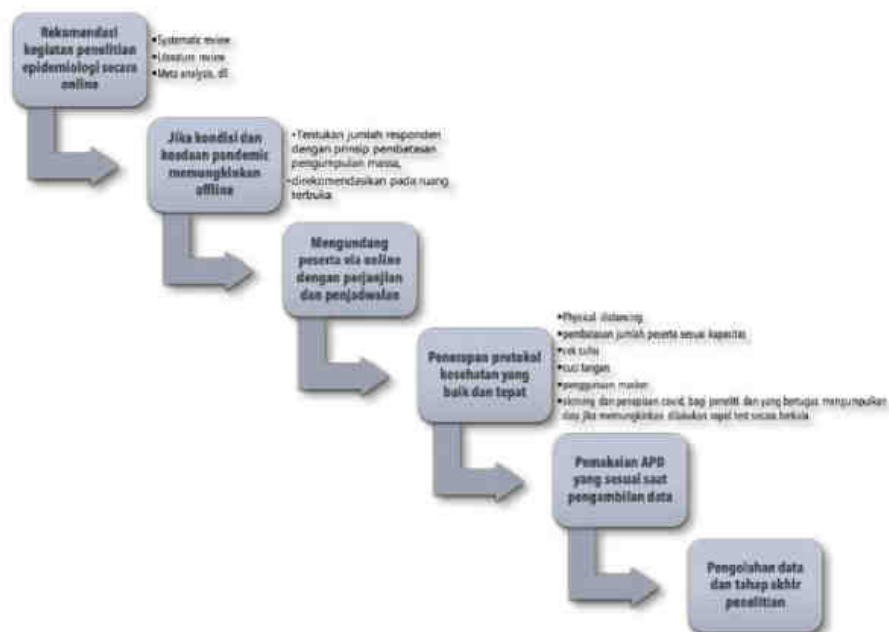 Rekomendasi
kegiatan penelitian
epidemiologi secara
online
•Systematic review
•Literature review
•Meta analysis, dll
Jika kondisi dan
keadaan pandemic
memungkinkan
offline
•Tentukan jumlah responden
dengan prinsip pembatasan
pengumpulan massa,
•direkomendasikan pada ruang
terbuka
Mengundang
peserta via online
dengan perjanjian
dan penjadwalan
Penerapan protokol
kesehatan yang
baik dan tepat
•Physical distancing
•pembatasan jumlah peserta sesuai kapasitas
•cek suhu
•cuci tangan
•penggunaan masker
•skrining dan penapisan covid, bagi peneliti dan yang bertugas mengumpulkan
data jika memungkinkan dilakukan rapid test secara berkala
Pemakaian APD
yang sesuai saat
pengambilan data
Pengolahan data
dan tahap akhir
penelitian